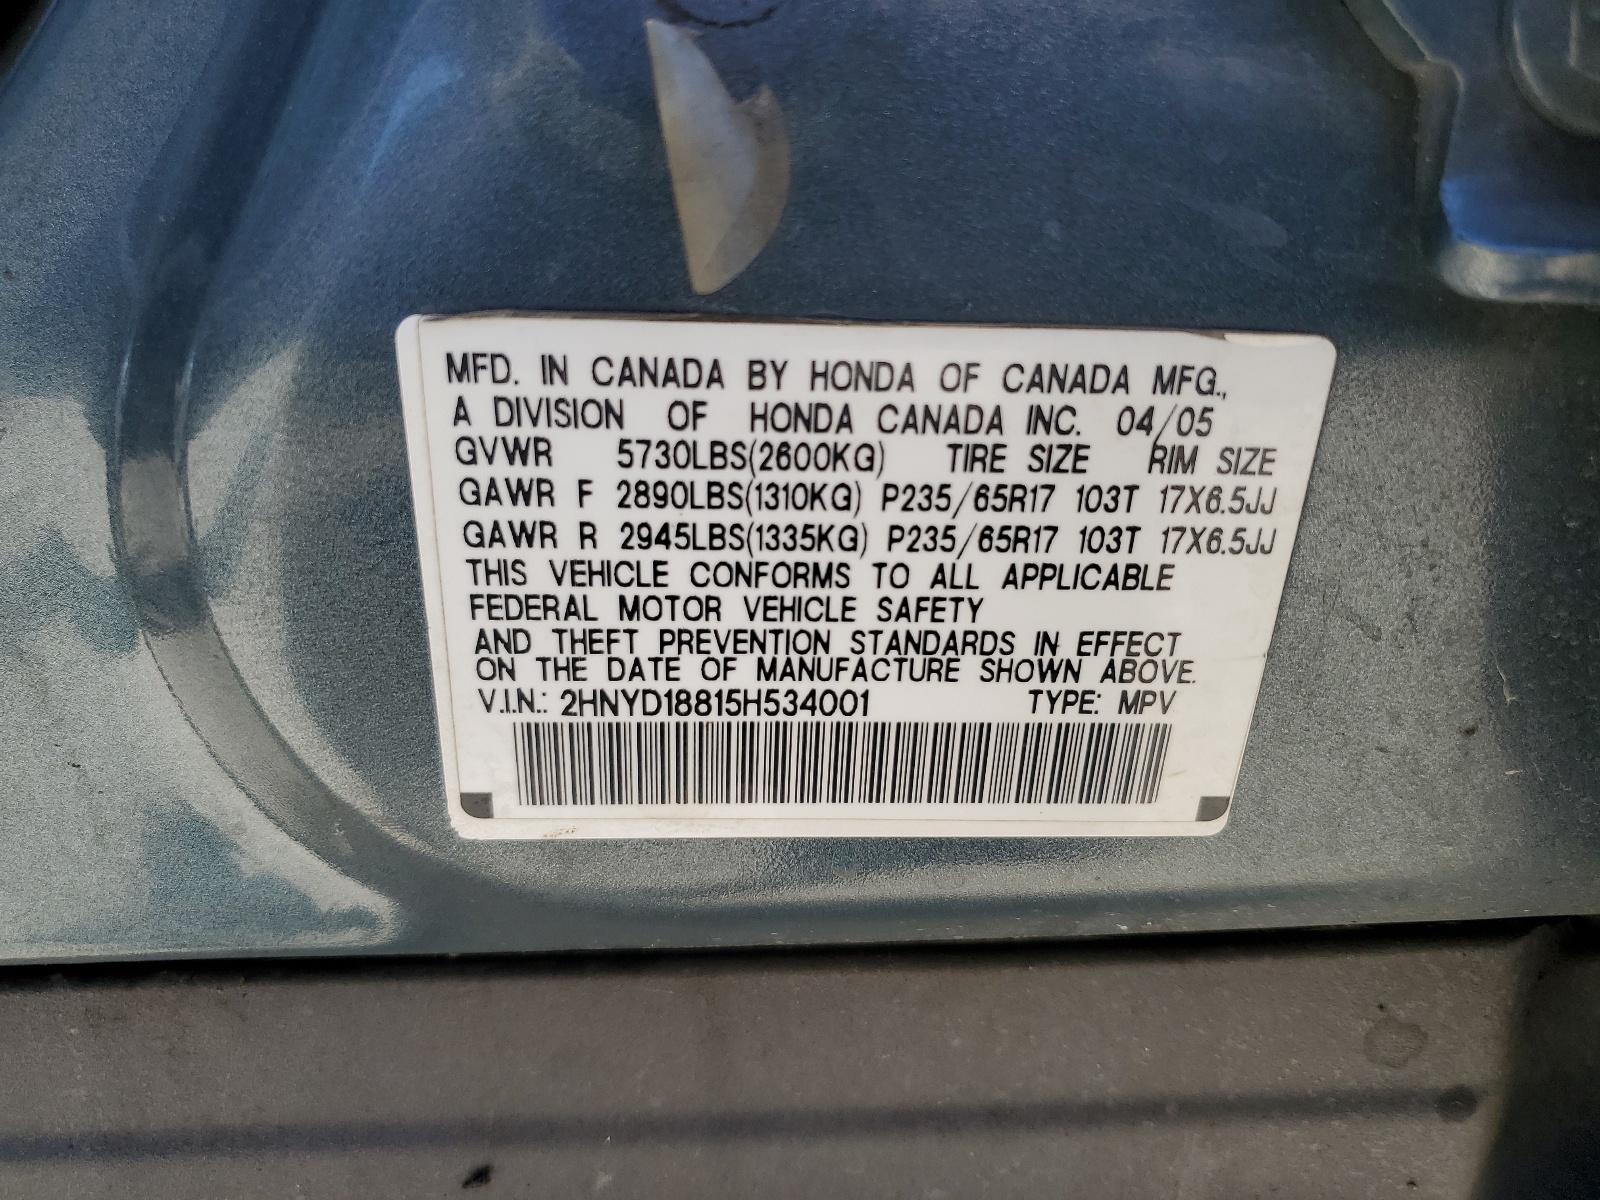 MFD. IN CANADA BY HONDA OF CANADA MFG.,
A DIVISION OF HONDA CANADA INC. 04/05
GVWR 5730LBS(2600KG) TIRE SIZE RIM SIZE
GAWR F 2890LBS(1310KG) P235/65R17 103T 17X6.5JJ
GAWR R 2945LBS(1335KG) P235/65R17 103T 17X6.5JJ
THIS VEHICLE CONFORMS TO ALL APPLICABLE
FEDERAL MOTOR VEHICLE SAFETY
AND THEFT PREVENTION STANDARDS IN EFFECT
ON THE DATE OF MANUFACTURE SHOWN ABOVE.
V.I.N.: 2HNYD18815H534001 TYPE: MPV